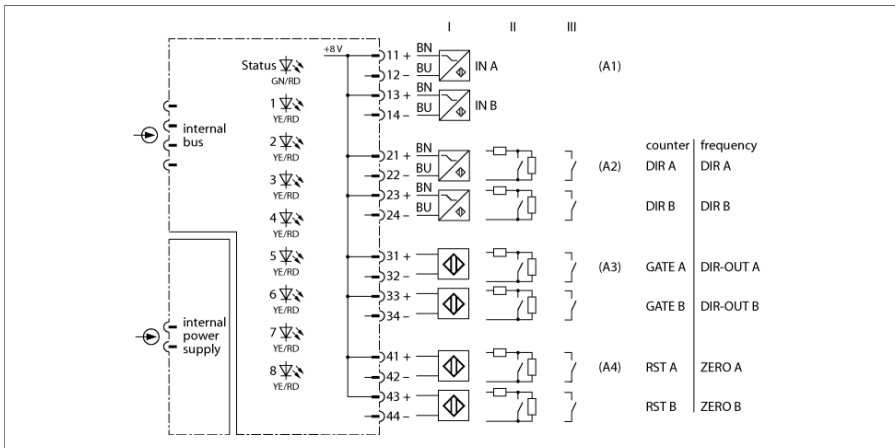 I II III
+8 V
Status
GN/RD
1
YE/RD
2
YE/RD
3
YE/RD
4
YE/RD
5
YE/RD
6
YE/RD
7
YE/RD
8
YE/RD
internal
bus
internal
power
supply
11 + BN
12 – BU IN A (A1)
13 + BN
14 – BU IN B
counter frequency
21 + BN
22 – BU (A2) DIR A DIR A
23 + BN
24 – BU DIR B DIR B
31 +
32 – (A3) GATE A DIR-OUT A
33 +
34 – GATE B DIR-OUT B
41 +
42 – (A4) RST A ZERO A
43 +
44 – RST B ZERO B